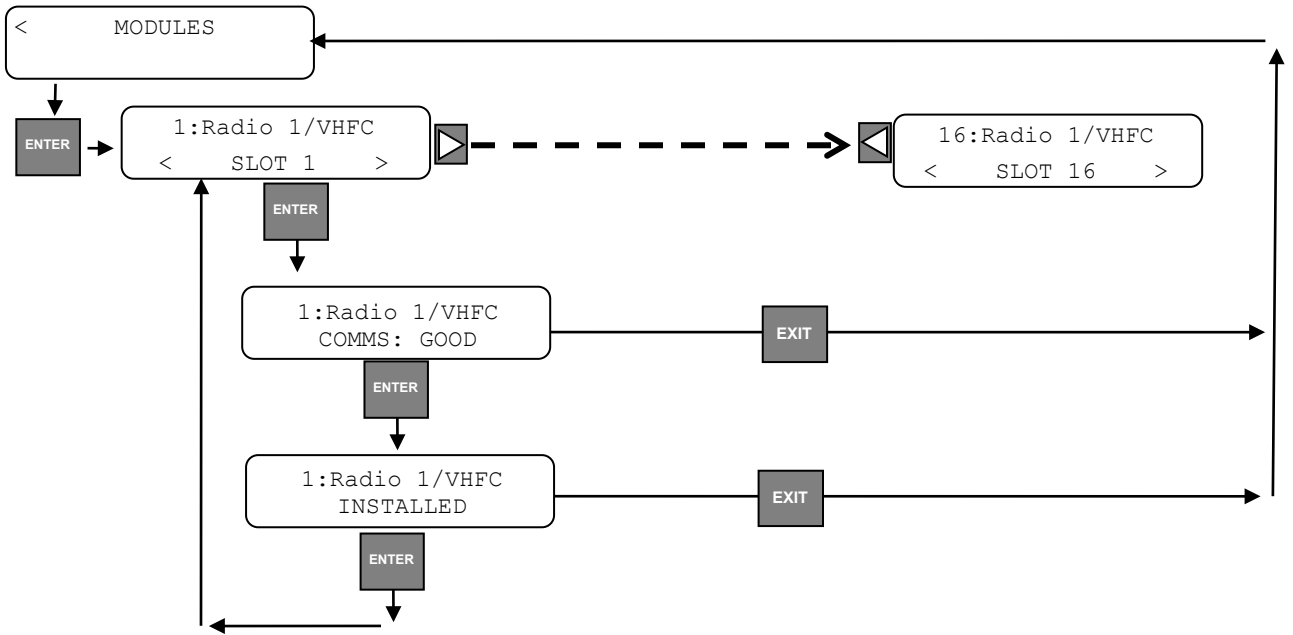 < MODULES
ENTER
1:Radio 1/VHFC
< SLOT 1 >
16:Radio 1/VHFC
< SLOT 16 >
ENTER
1:Radio 1/VHFC
COMMS: GOOD
EXIT
ENTER
1:Radio 1/VHFC
INSTALLED
EXIT
ENTER